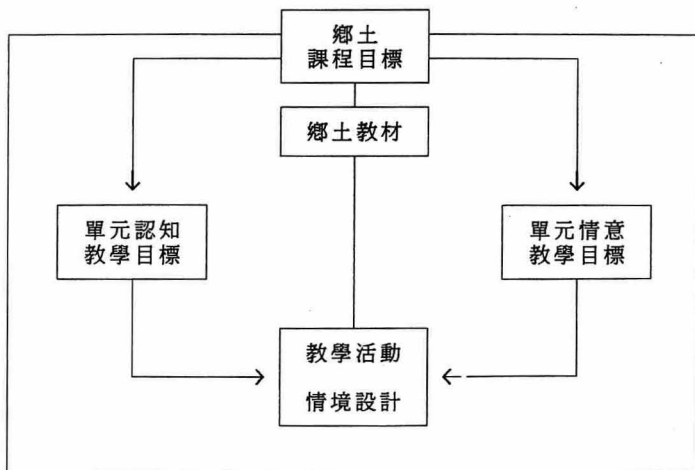 鄉土
課程目標
鄉土教材
單元認知
教學目標
單元情意
教學目標
教學活動
情境設計